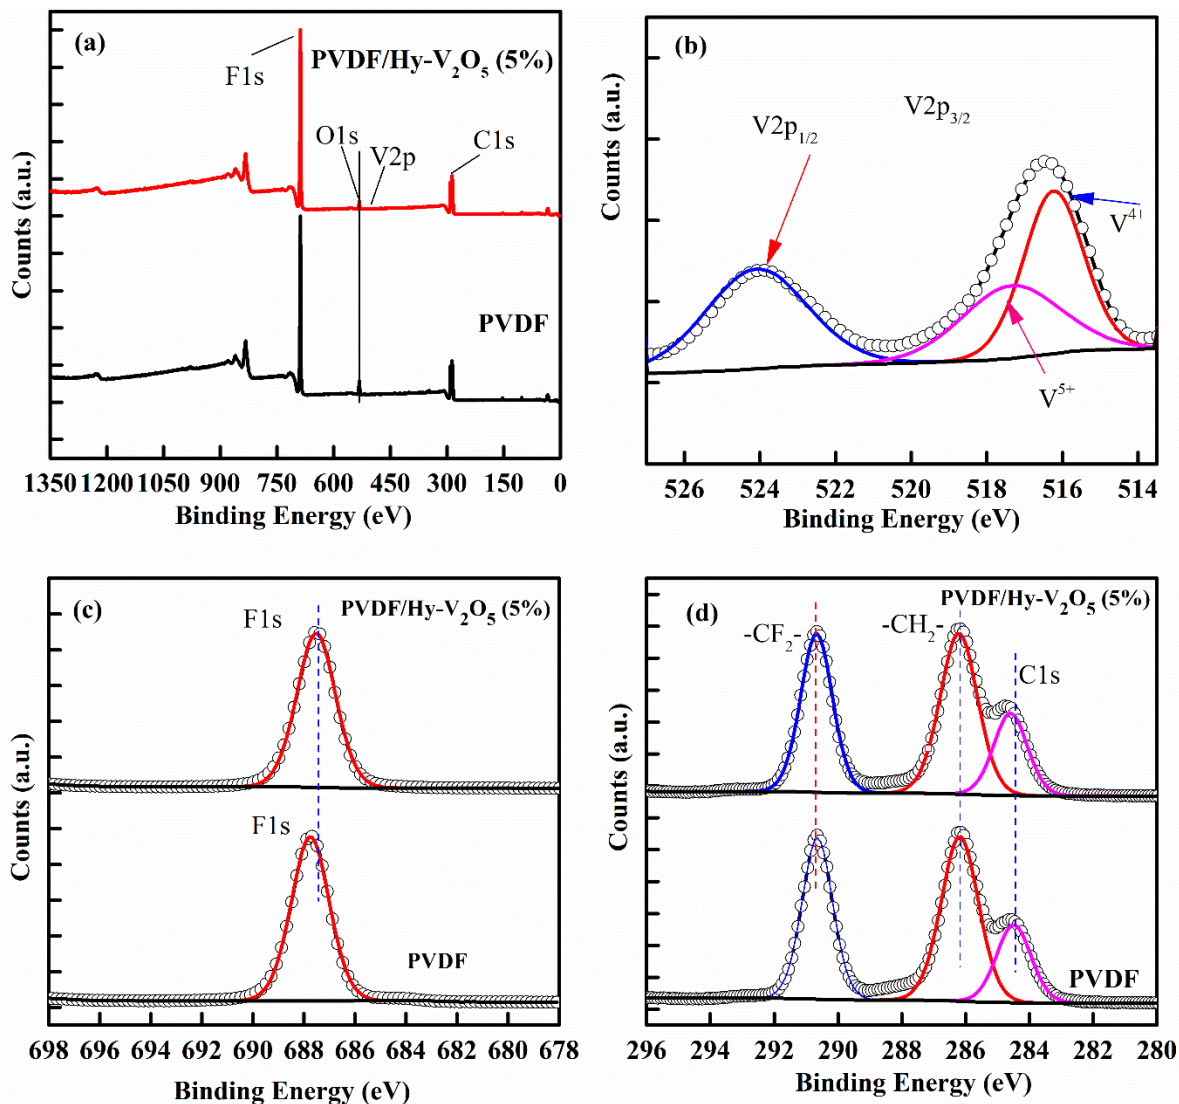 (a)
PVDF/Hy-V₂O₅ (5%)
F1s
O1s
V2p
C1s
PVDF
Counts (a.u.)
1350 1200 1050 900 750 600 450 300 150 0
Binding Energy (eV)
(b)
V2p₃/₂
V2p₁/₂
V⁴⁺
V⁵⁺
Counts (a.u.)
526 524 522 520 518 516 514
Binding Energy (eV)
(c)
F1s
PVDF/Hy-V₂O₅ (5%)
F1s
PVDF
Counts (a.u.)
698 696 694 692 690 688 686 684 682 680 678
Binding Energy (eV)
(d)
PVDF/Hy-V₂O₅ (5%)
-CF₂-
-CH₂-
C1s
PVDF
Counts (a.u.)
296 294 292 290 288 286 284 282 280
Binding Energy (eV)